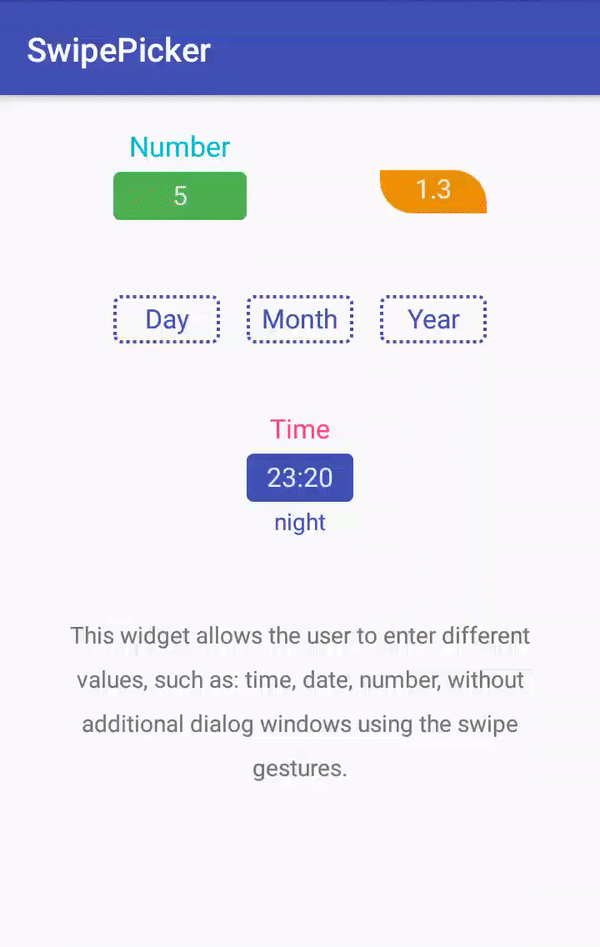 SwipePicker
Number
5
1.3
Day Month Year
Time
23:20
night
This widget allows the user to enter different
values, such as: time, date, number, without
additional dialog windows using the swipe
gestures.